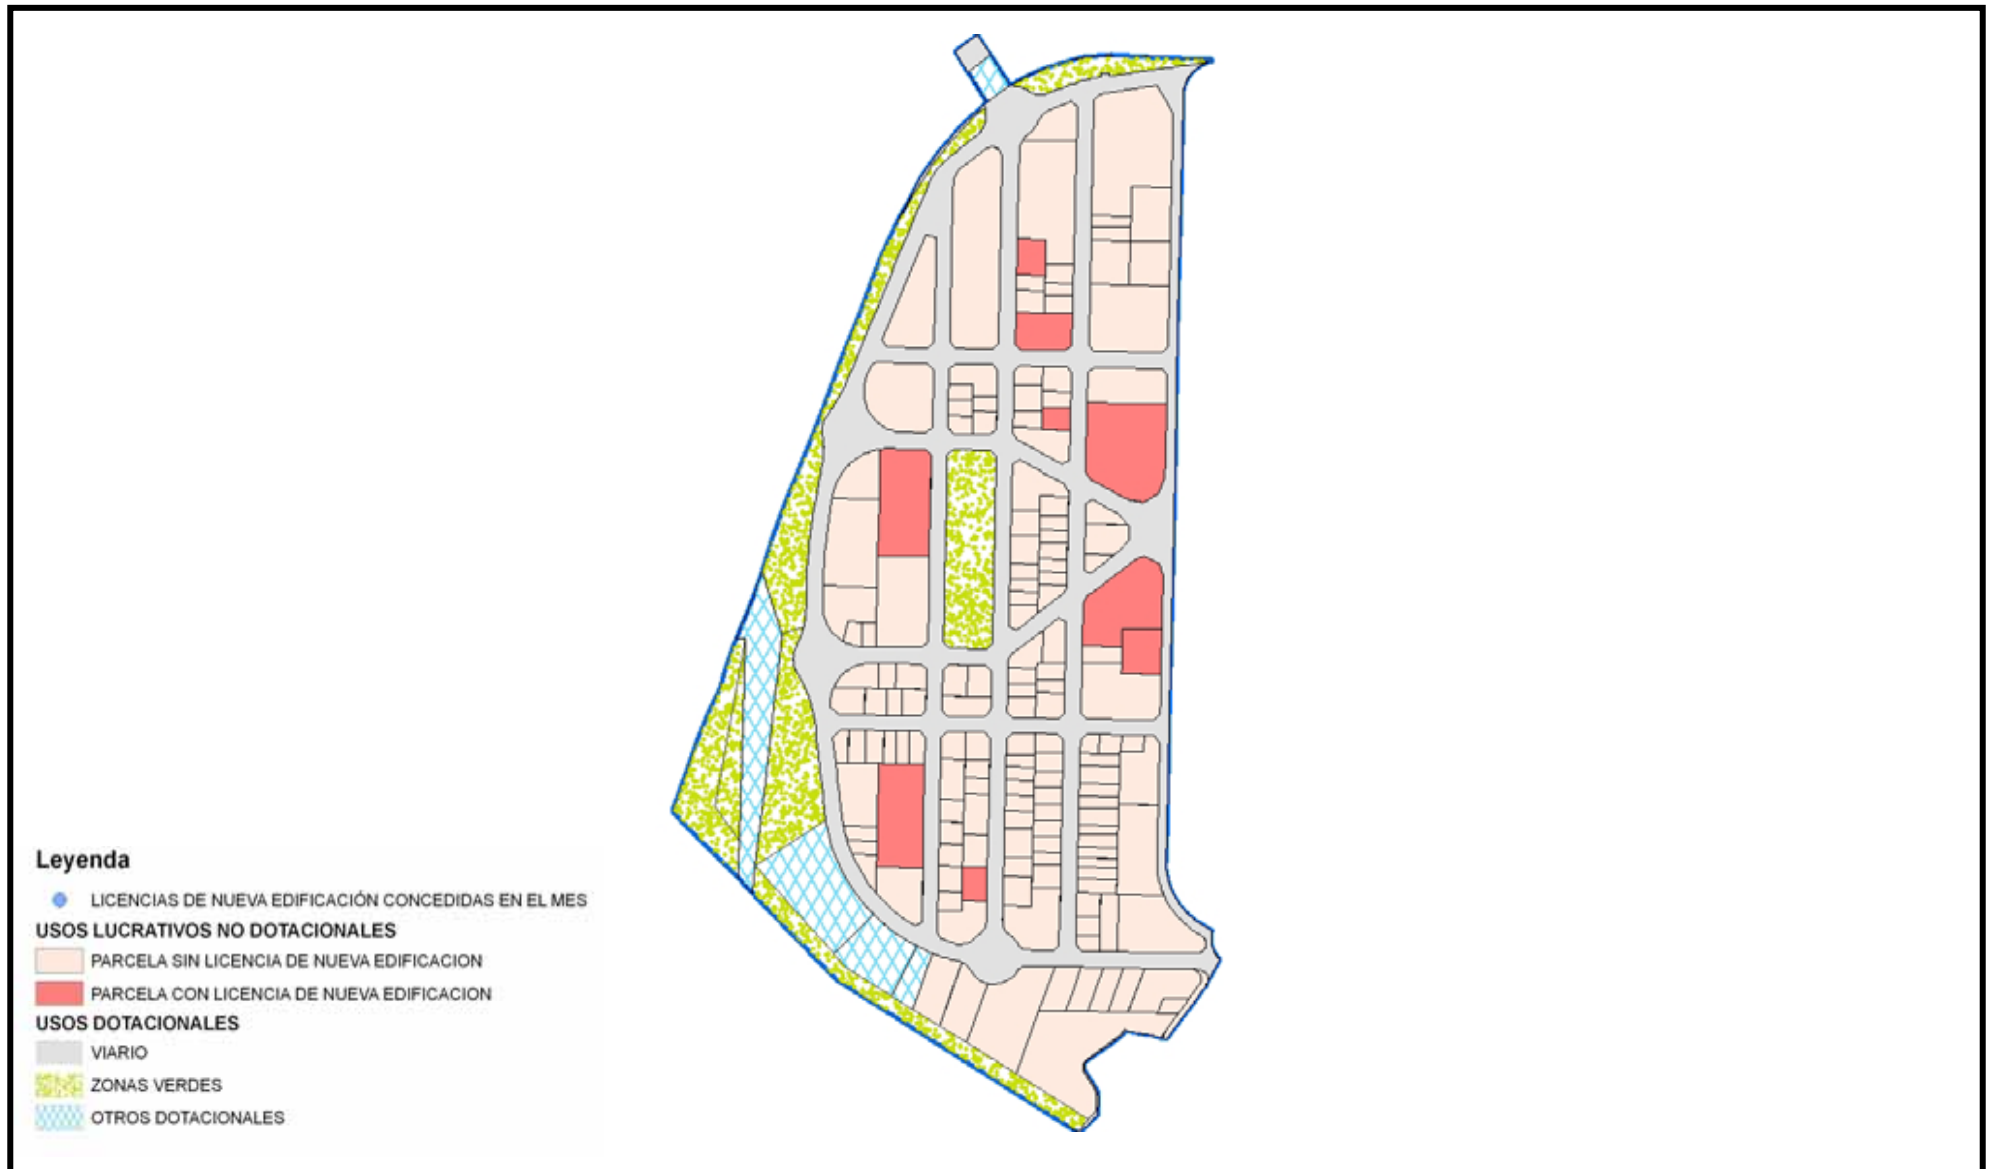 Leyenda
LICENCIAS DE NUEVA EDIFICACIÓN CONCEDIDAS EN EL MES
USOS LUCRATIVOS NO DOTACIONALES
PARCELA SIN LICENCIA DE NUEVA EDIFICACION
PARCELA CON LICENCIA DE NUEVA EDIFICACION
USOS DOTACIONALES
VIARIO
ZONAS VERDES
OTROS DOTACIONALES